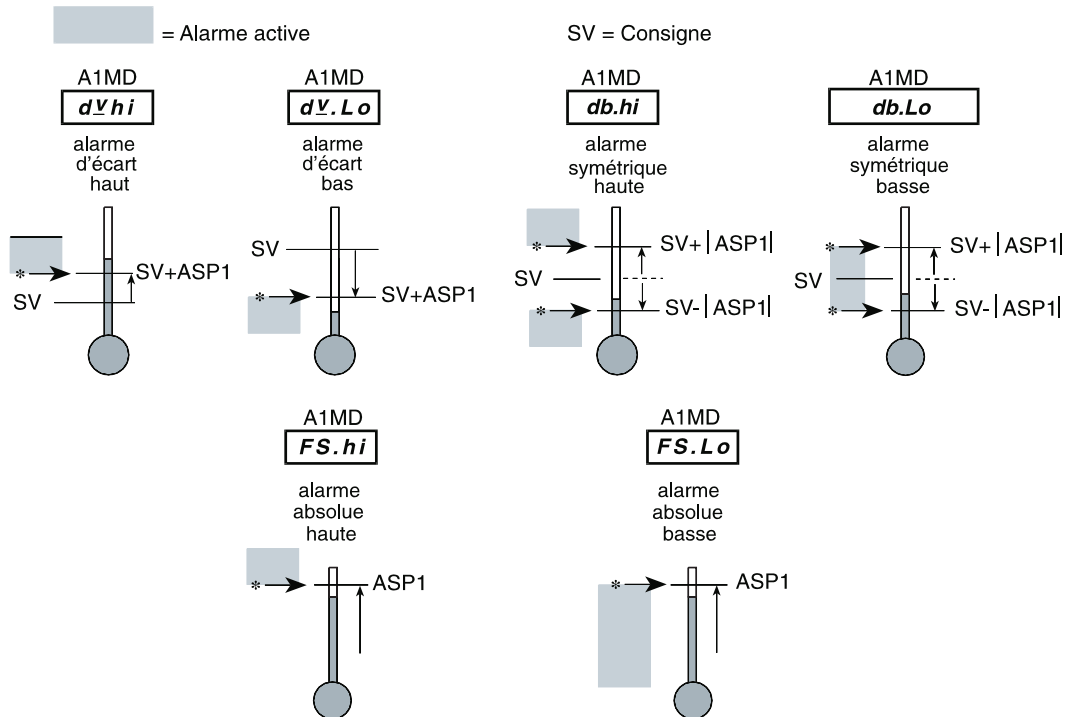 = Alarme active
SV = Consigne
A1MD
dV hi
alarme
d'écart
haut
*
SV+ASP1
SV
A1MD
dV.Lo
alarme
d'écart
bas
SV
*
SV+ASP1
A1MD
db.hi
alarme
symétrique
haute
*
SV+|ASP1|
SV
*
SV-|ASP1|
A1MD
db.Lo
alarme
symétrique
basse
*
SV+|ASP1|
SV
*
SV-|ASP1|
A1MD
FS.hi
alarme
absolue
haute
*
ASP1
A1MD
FS.Lo
alarme
absolue
basse
*
ASP1